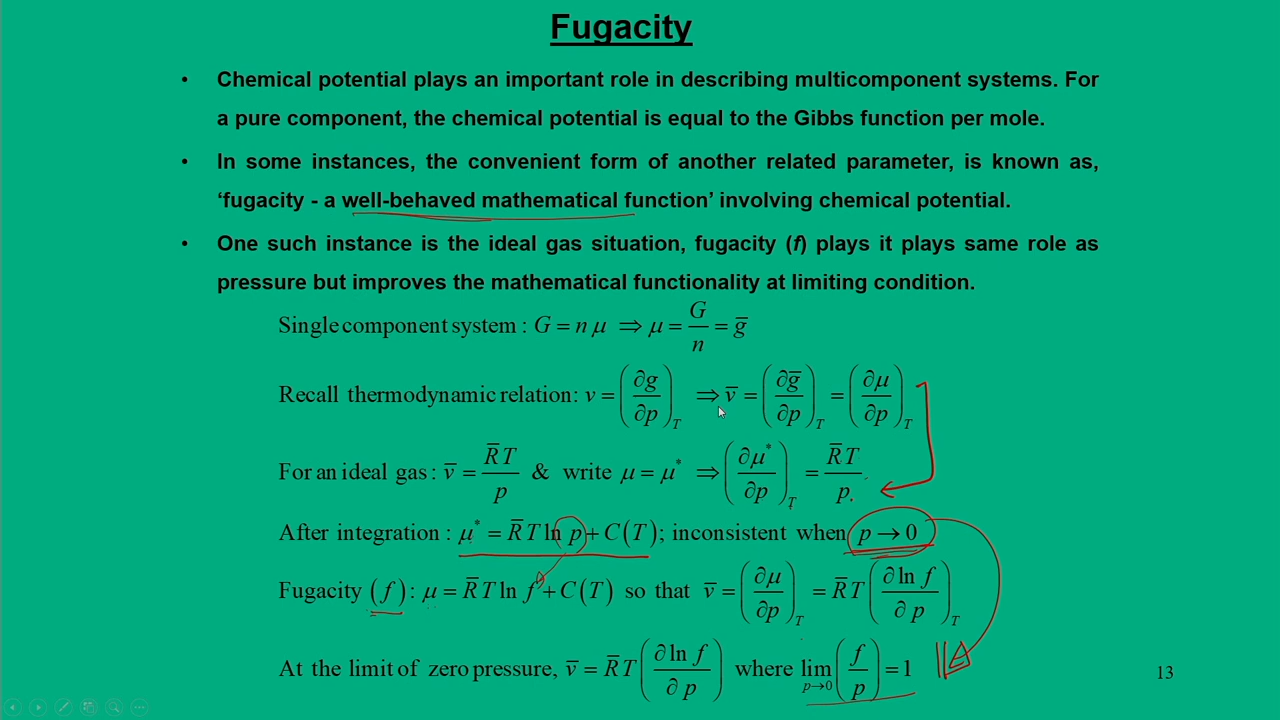 Fugacity
• Chemical potential plays an important role in describing multicomponent systems. For
a pure component, the chemical potential is equal to the Gibbs function per mole.
• In some instances, the convenient form of another related parameter, is known as,
‘fugacity - a well-behaved mathematical function’ involving chemical potential.
• One such instance is the ideal gas situation, fugacity (f) plays it plays same role as
pressure but improves the mathematical functionality at limiting condition.
Single component system : G = n μ ⇒ μ = G/n = g̅
Recall thermodynamic relation: v = (∂g/∂p)_T ⇒ v̅ = (∂g̅/∂p)_T = (∂μ/∂p)_T
For an ideal gas : v̅ = R̅T/p & write μ = μ* ⇒ (∂μ*/∂p)_T = R̅T/p
After integration : μ* = R̅T ln p + C(T); inconsistent when p → 0
Fugacity (f) : μ = R̅T ln f + C(T) so that v̅ = (∂μ/∂p)_T = R̅T (∂ ln f/∂p)_T
At the limit of zero pressure, v̅ = R̅T (∂ ln f/∂p) where lim_{p→0} (f/p) = 1
13